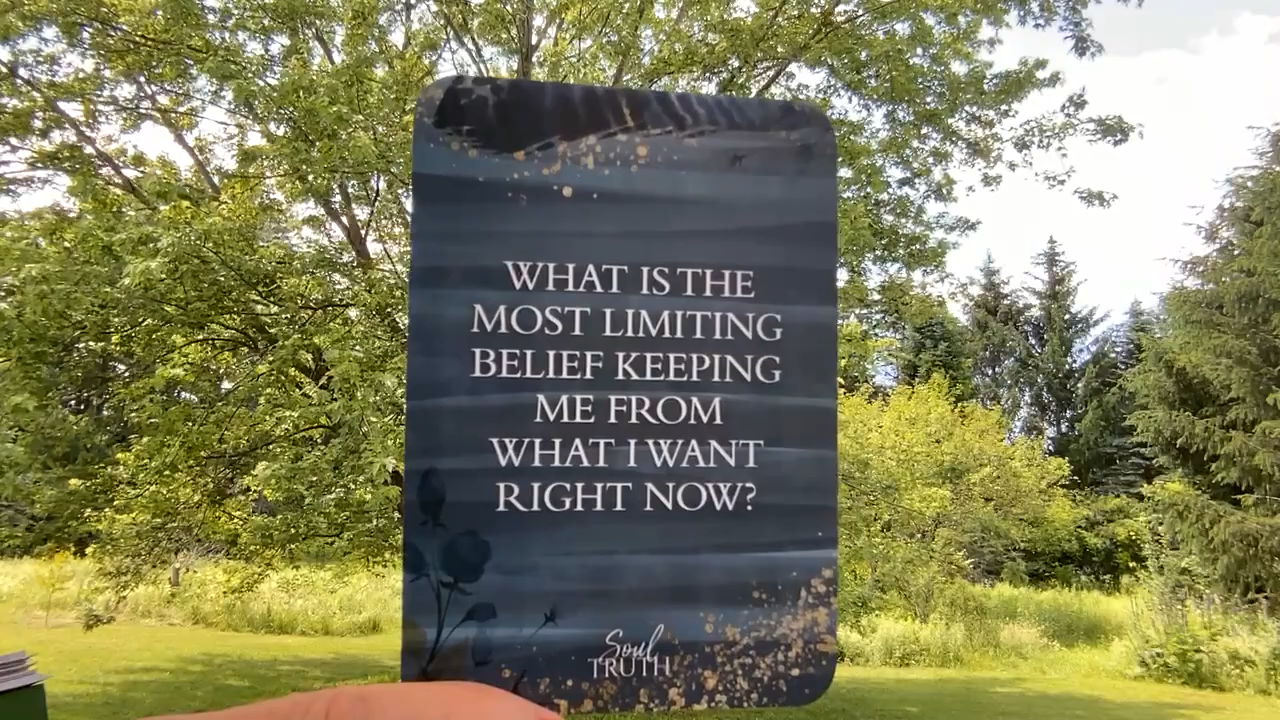 WHAT IS THE
MOST LIMITING
BELIEF KEEPING
ME FROM
WHAT I WANT
RIGHT NOW?
Soul
TRUTH